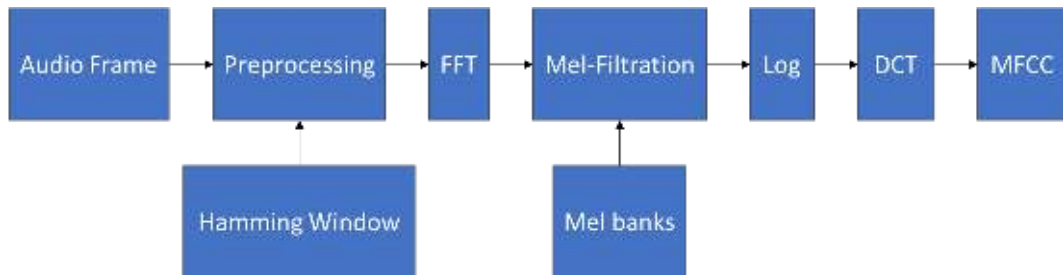 Audio Frame
Preprocessing
FFT
Mel-Filtration
Log
DCT
MFCC
Hamming Window
Mel banks